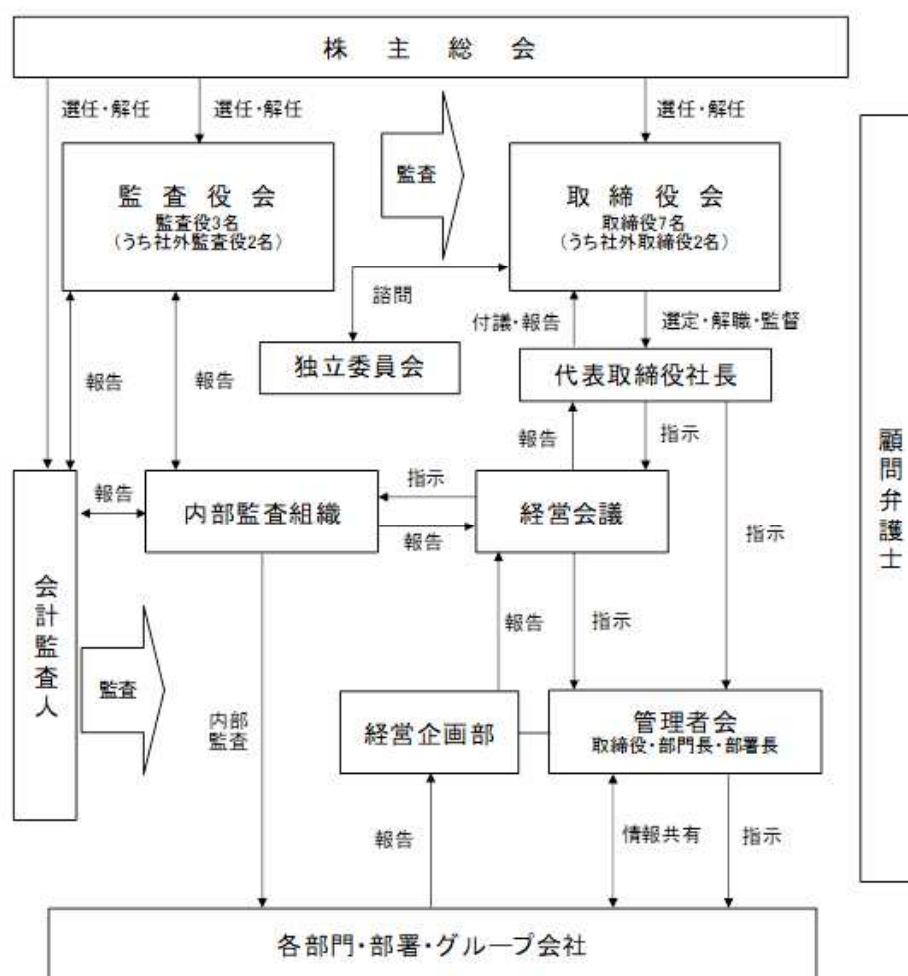 株主総会
選任・解任
選任・解任
選任・解任
監査役会
監査役3名
(うち社外監査役2名)
監査
取締役会
取締役7名
(うち社外取締役2名)
諮問
付議・報告
選定・解職・監督
独立委員会
代表取締役社長
報告
報告
報告
指示
顧問弁護士
報告
内部監査組織
指示
報告
経営会議
指示
会計監査人
監査
報告
指示
内部
監査
経営企画部
管理者会
取締役・部門長・部署長
報告
情報共有
指示
各部門・部署・グループ会社